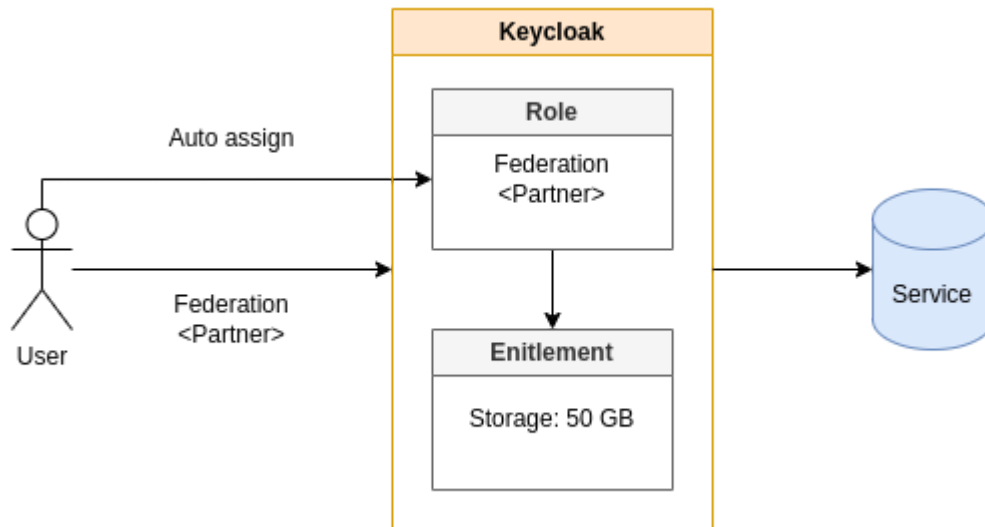 Keycloak
Role
Auto assign
Federation
<Partner>
Federation
<Partner>
Service
User
Enitlement
Storage: 50 GB